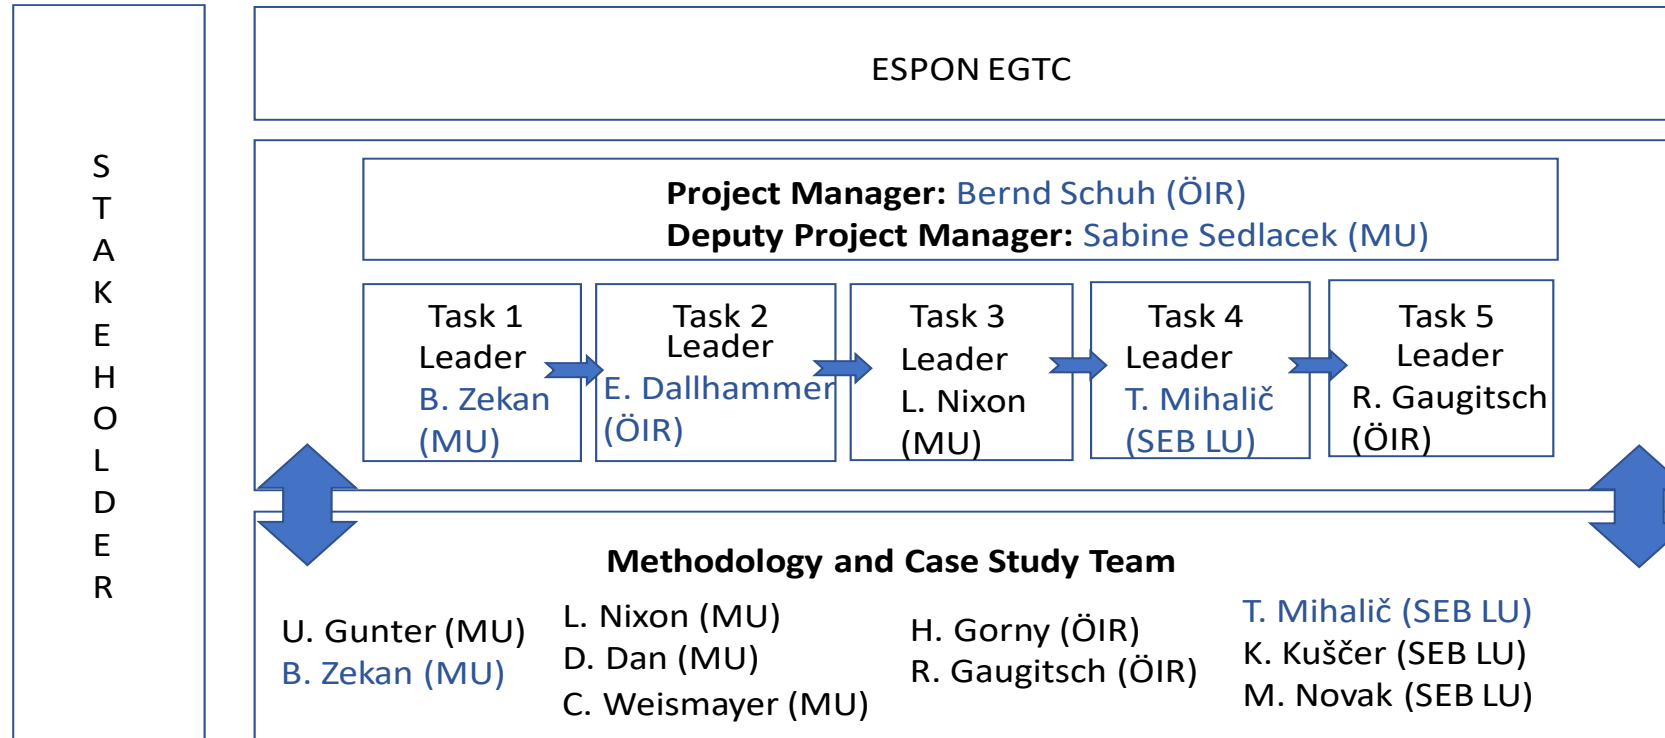 STAKEHOLDER
ESPON EGTC
Project Manager: Bernd Schuh (ÖIR)
Deputy Project Manager: Sabine Sedlacek (MU)
Task 1
Leader
B. Zekan
(MU)
Task 2
Leader
E. Dallhammer
(ÖIR)
Task 3
Leader
L. Nixon
(MU)
Task 4
Leader
T. Mihalič
(SEB LU)
Task 5
Leader
R. Gaugitsch
(ÖIR)
Methodology and Case Study Team
U. Gunter (MU)
B. Zekan (MU)
L. Nixon (MU)
D. Dan (MU)
C. Weismayer (MU)
H. Gorny (ÖIR)
R. Gaugitsch (ÖIR)
T. Mihalič (SEB LU)
K. Kuščer (SEB LU)
M. Novak (SEB LU)